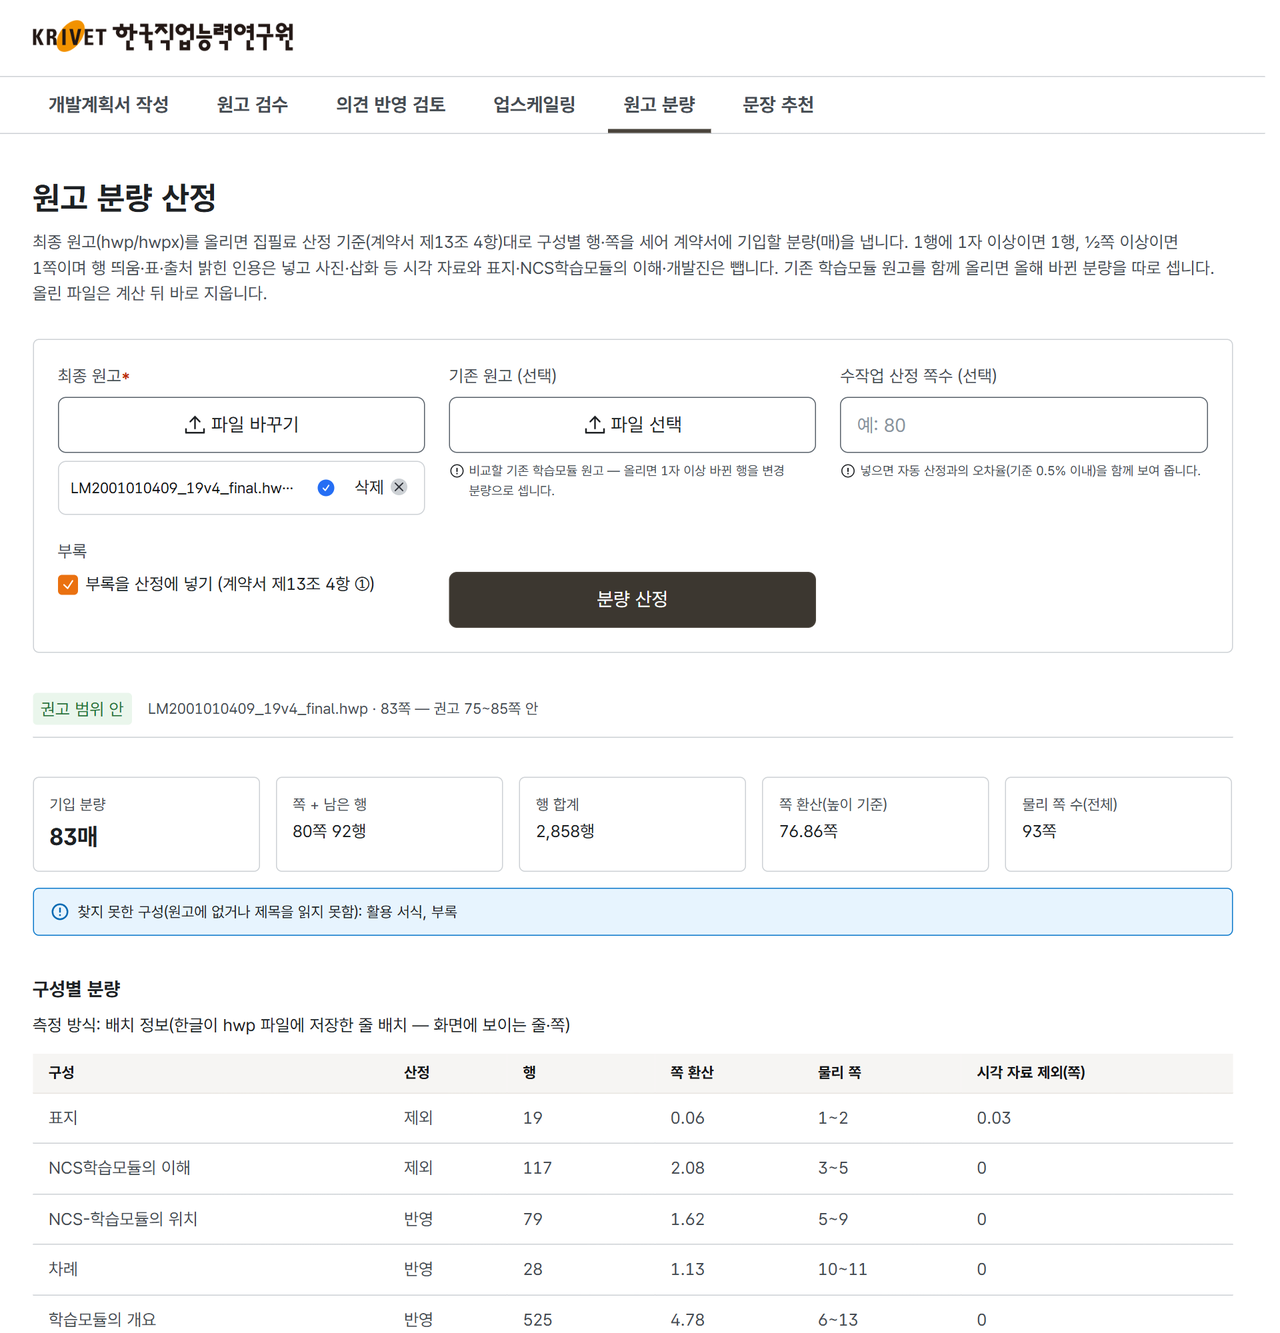 KRIVET 한국직업능력연구원
개발계획서 작성 원고 검수 의견 반영 검토 업스케일링 원고 분량 문장 추천
원고 분량 산정
최종 원고(hwp/hwpx)를 올리면 집필료 산정 기준(계약서 제13조 4항)대로 구성별 행·쪽을 세어 계약서에 기입할 분량(매)을 냅니다. 1행에 1자 이상이면 1행, ½쪽 이상이면
1쪽이며 행 띄움·표·출처 밝힌 인용은 넣고 사진·삽화 등 시각 자료와 표지·NCS학습모듈의 이해·개발진은 뺍니다. 기존 학습모듈 원고를 함께 올리면 올해 바뀐 분량을 따로 셉니다.
올린 파일은 계산 뒤 바로 지웁니다.
최종 원고* 기존 원고 (선택) 수작업 산정 쪽수 (선택)
파일 바꾸기 파일 선택 예: 80
LM2001010409_19v4_final.hw··· 삭제
비교할 기존 학습모듈 원고 — 올리면 1자 이상 바뀐 행을 변경
분량으로 셉니다.
넣으면 자동 산정과의 오차율(기준 0.5% 이내)을 함께 보여 줍니다.
부록
부록을 산정에 넣기 (계약서 제13조 4항 ①)
분량 산정
권고 범위 안 LM2001010409_19v4_final.hwp · 83쪽 — 권고 75~85쪽 안
기입 분량 쪽 + 남은 행 행 합계 쪽 환산(높이 기준) 물리 쪽 수(전체)
83매 80쪽 92행 2,858행 76.86쪽 93쪽
찾지 못한 구성(원고에 없거나 제목을 읽지 못함): 활용 서식, 부록
구성별 분량
측정 방식: 배치 정보(한글이 hwp 파일에 저장한 줄 배치 — 화면에 보이는 줄·쪽)
구성 산정 행 쪽 환산 물리 쪽 시각 자료 제외(쪽)
표지 제외 19 0.06 1~2 0.03
NCS학습모듈의 이해 제외 117 2.08 3~5 0
NCS-학습모듈의 위치 반영 79 1.62 5~9 0
차례 반영 28 1.13 10~11 0
학습모듈의 개요 반영 525 4.78 6~13 0